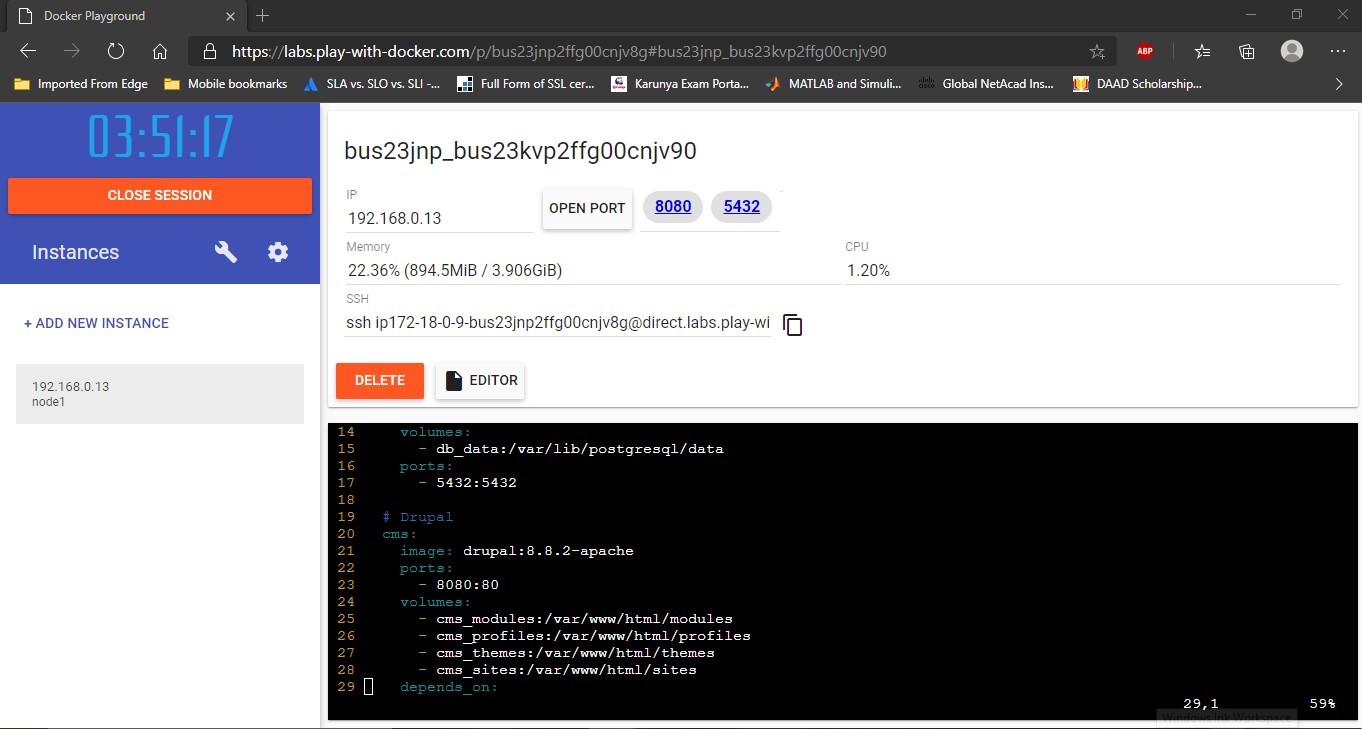 Docker Playground
https://labs.play-with-docker.com/p/bus23jnp2ffg00cnjv8g#bus23jnp_bus23kvp2ffg00cnjv90
ABP
Imported From Edge
Mobile bookmarks
SLA vs. SLO vs. SLI -...
Full Form of SSL cer...
Karunya Exam Porta...
MATLAB and Simuli...
Global NetAcad Ins...
DAAD Scholarship...
03:51:17
CLOSE SESSION
Instances
+ ADD NEW INSTANCE
192.168.0.13
node1
bus23jnp_bus23kvp2ffg00cnjv90
IP
192.168.0.13
OPEN PORT
8080
5432
Memory
22.36% (894.5MiB / 3.906GiB)
CPU
1.20%
SSH
ssh ip172-18-0-9-bus23jnp2ffg00cnjv8g@direct.labs.play-wi
DELETE
EDITOR
14 volumes:
15 - db_data:/var/lib/postgresql/data
16 ports:
17 - 5432:5432
18
19 # Drupal
20 cms:
21 image: drupal:8.8.2-apache
22 ports:
23 - 8080:80
24 volumes:
25 - cms_modules:/var/www/html/modules
26 - cms_profiles:/var/www/html/profiles
27 - cms_themes:/var/www/html/themes
28 - cms_sites:/var/www/html/sites
29 depends_on:
29,1 59%
Windows Ink Workspace